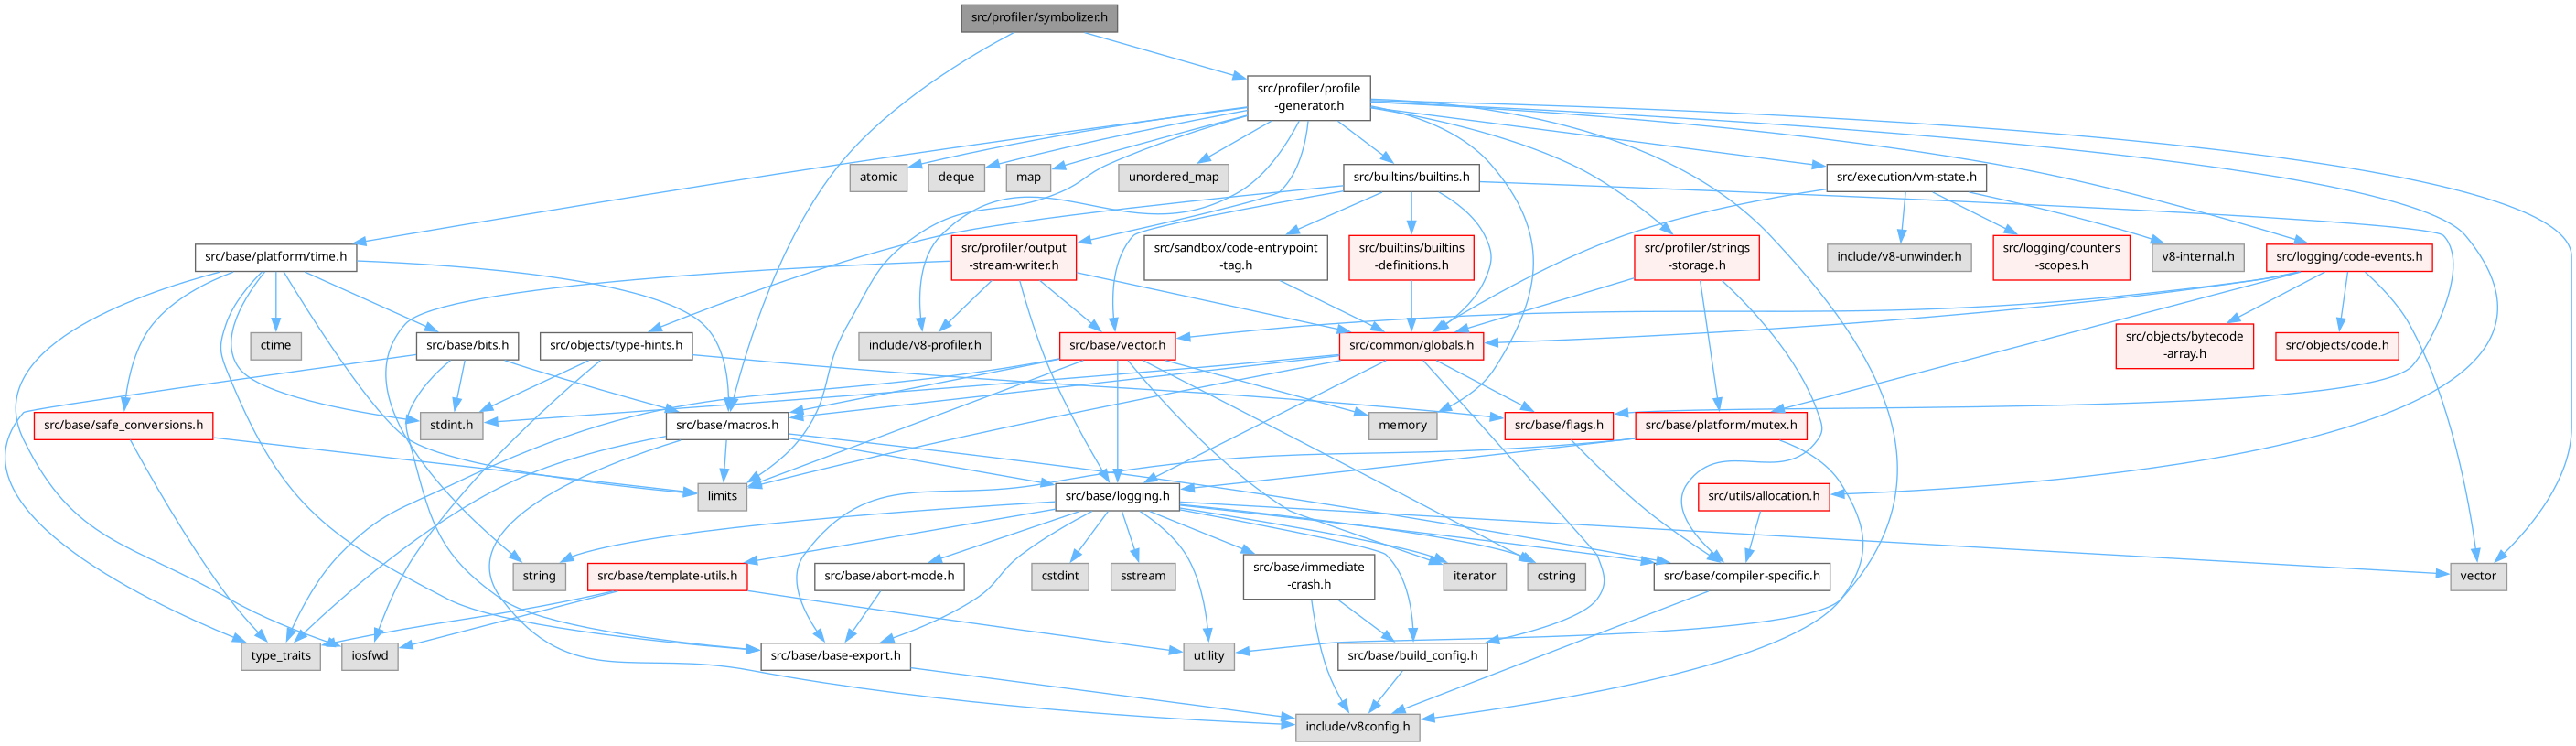 src/profiler/symbolizer.h
src/profiler/profile
-generator.h
atomic
deque
map
unordered_map
src/builtins/builtins.h
src/execution/vm-state.h
src/base/platform/time.h
src/profiler/output
-stream-writer.h
src/sandbox/code-entrypoint
-tag.h
src/builtins/builtins
-definitions.h
src/profiler/strings
-storage.h
include/v8-unwinder.h
src/logging/counters
-scopes.h
v8-internal.h
src/logging/code-events.h
ctime
src/base/bits.h
src/objects/type-hints.h
include/v8-profiler.h
src/base/vector.h
src/common/globals.h
src/objects/bytecode
-array.h
src/objects/code.h
src/base/safe_conversions.h
stdint.h
src/base/macros.h
memory
src/base/flags.h
src/base/platform/mutex.h
limits
src/base/logging.h
src/utils/allocation.h
string
src/base/template-utils.h
src/base/abort-mode.h
cstdint
sstream
src/base/immediate
-crash.h
iterator
cstring
src/base/compiler-specific.h
vector
type_traits
iosfwd
src/base/base-export.h
utility
src/base/build_config.h
include/v8config.h